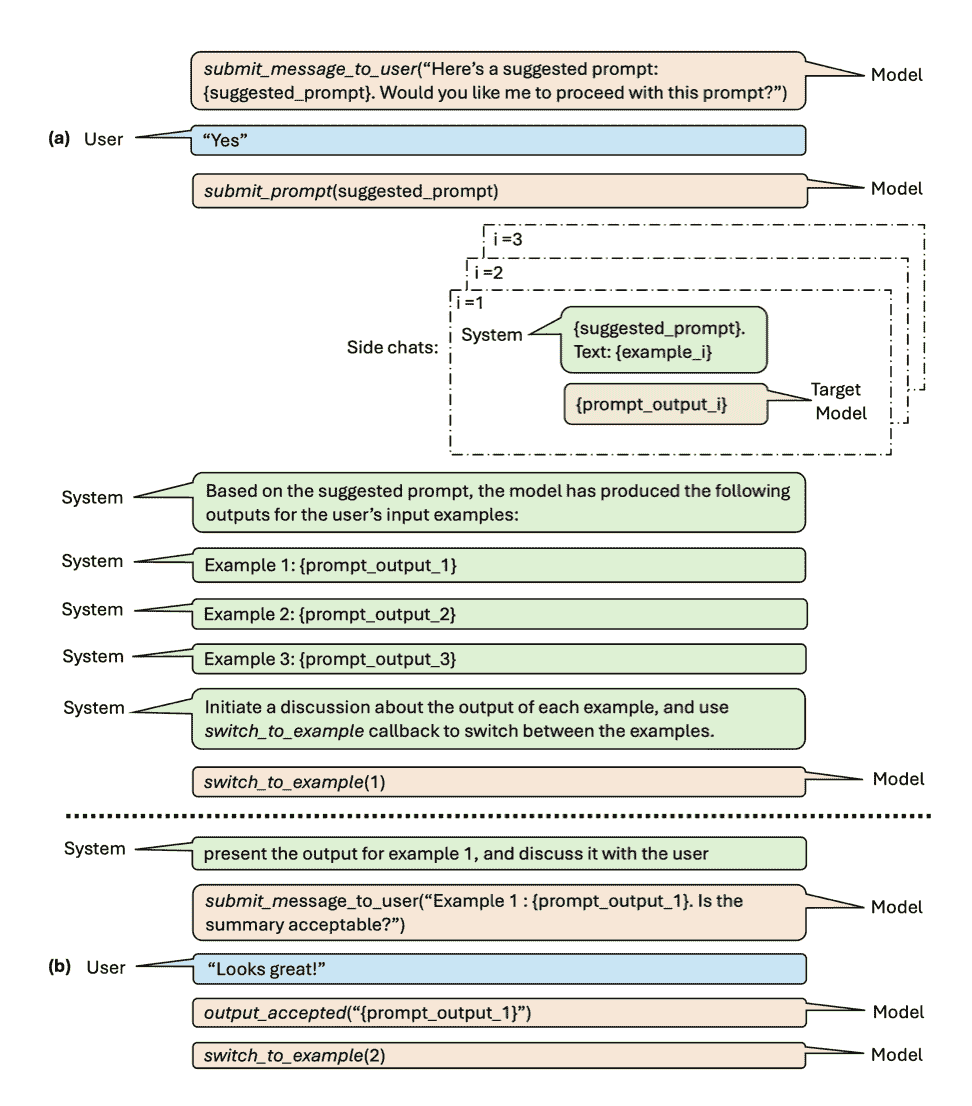 submit_message_to_user(“Here’s a suggested prompt:
{suggested_prompt}. Would you like me to proceed with this prompt?”)
Model
(a) User
“Yes”
submit_prompt(suggested_prompt)
Model
i =3
i =2
i =1
Side chats:
System
{suggested_prompt}.
Text: {example_i}
{prompt_output_i}
Target
Model
System
Based on the suggested prompt, the model has produced the following
outputs for the user’s input examples:
System
Example 1: {prompt_output_1}
System
Example 2: {prompt_output_2}
System
Example 3: {prompt_output_3}
System
Initiate a discussion about the output of each example, and use
switch_to_example callback to switch between the examples.
switch_to_example(1)
Model
System
present the output for example 1, and discuss it with the user
submit_message_to_user(“Example 1 : {prompt_output_1}. Is the
summary acceptable?”)
Model
(b) User
“Looks great!”
output_accepted(“{prompt_output_1}”)
Model
switch_to_example(2)
Model